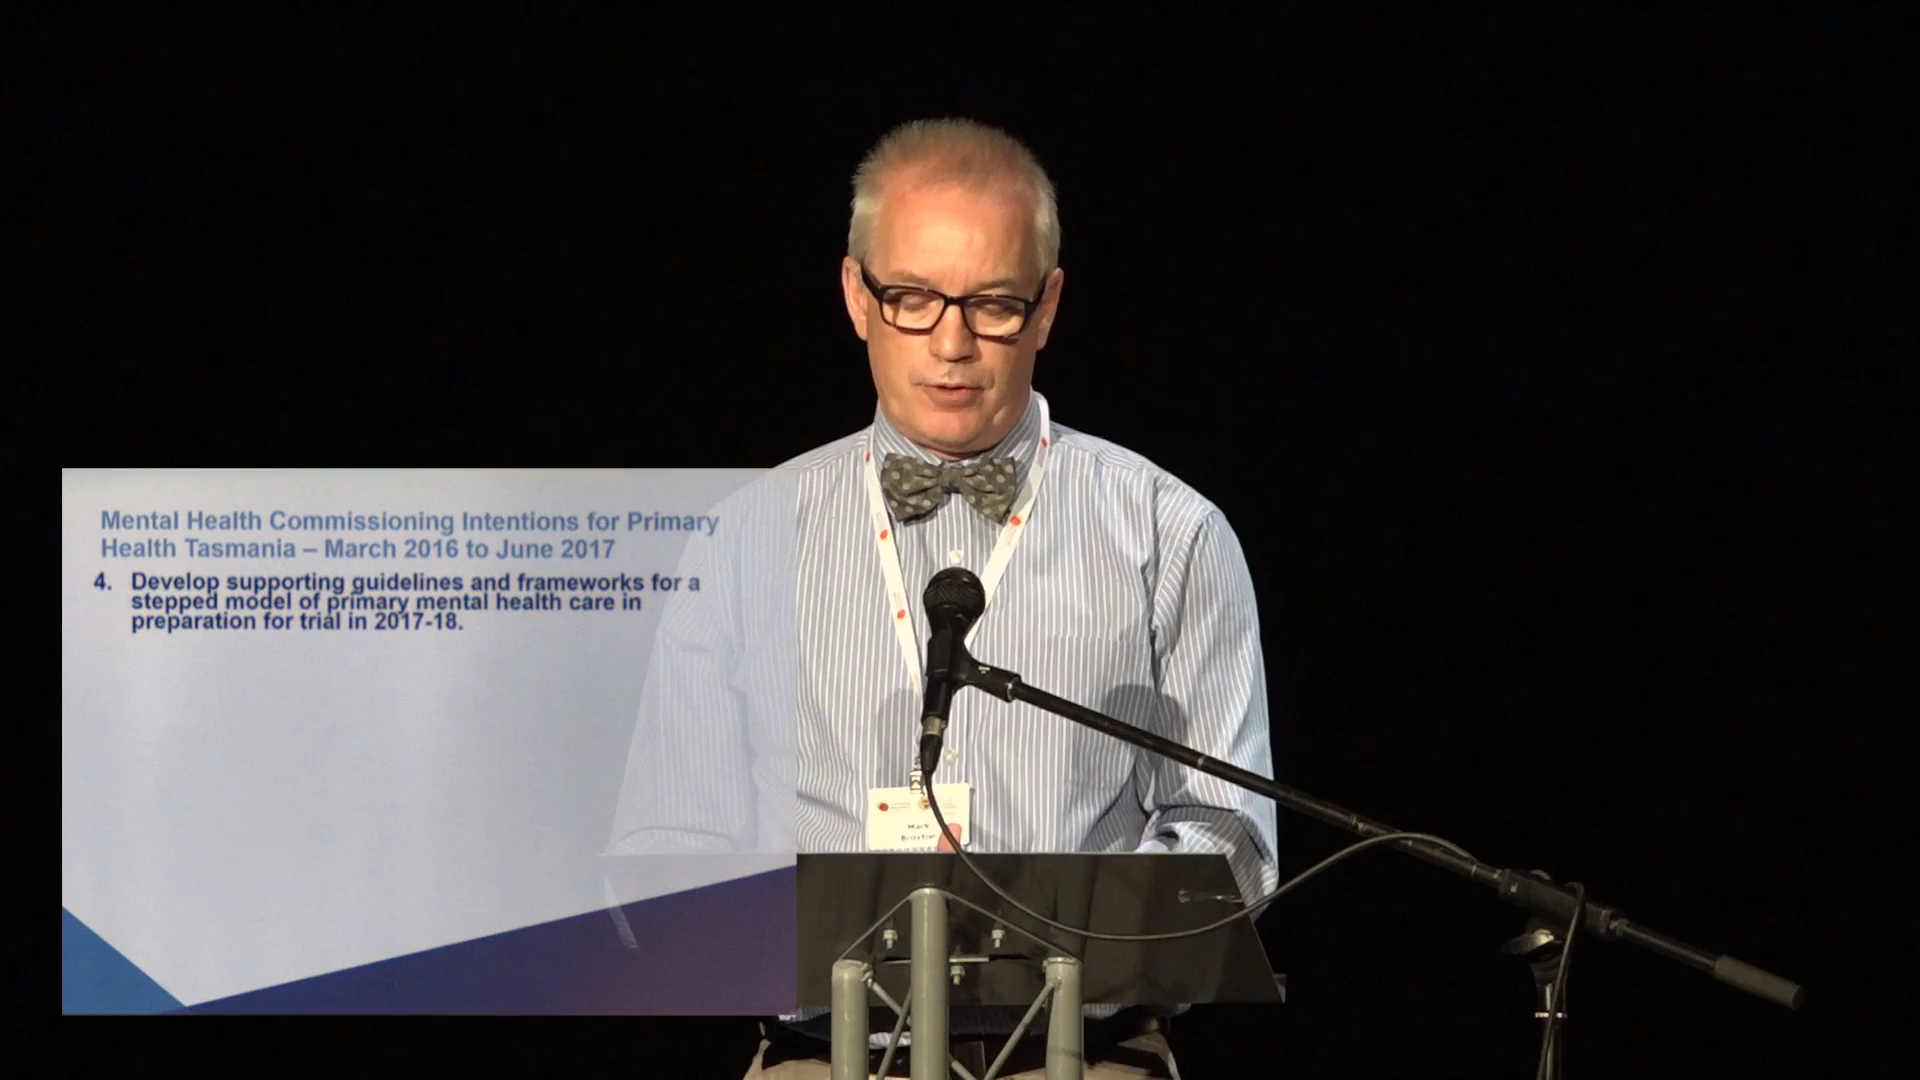 Mental Health Commissioning Intentions for Primary
Health Tasmania – March 2016 to June 2017
4. Develop supporting guidelines and frameworks for a
stepped model of primary mental health care in
preparation for trial in 2017-18.
Mark